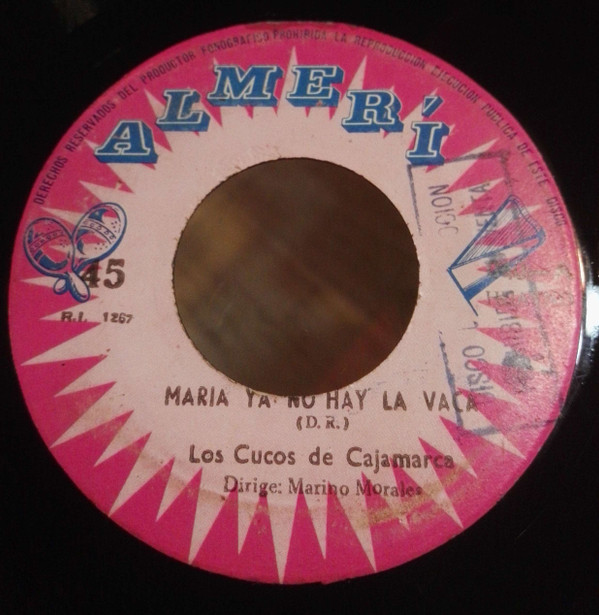 DERECHOS RESERVADOS DEL PRODUCTOR FONOGRAFICO PROHIBIDA LA REPRODUCCION EJECUCION PUBLICA DE ESTE DISCO
ALMERÍ
45
R.I. 1267
MARIA YA NO HAY LA VACA
(D. R.)
Los Cucos de Cajamarca
Dirige: Marino Morales